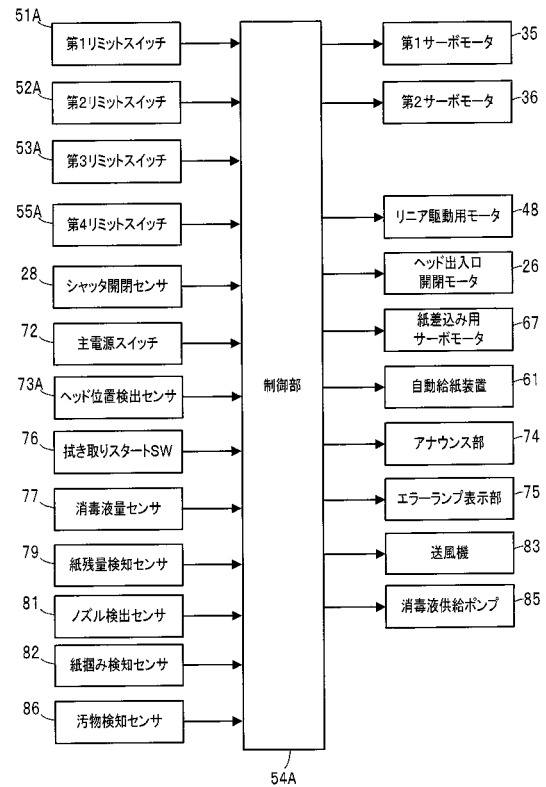 51A
第1リミットスイッチ
52A
第2リミットスイッチ
53A
第3リミットスイッチ
55A
第4リミットスイッチ
28
シャッタ開閉センサ
72
主電源スイッチ
73A
ヘッド位置検出センサ
76
拭き取りスタートSW
77
消毒液量センサ
79
紙残量検知センサ
81
ノズル検出センサ
82
紙掴み検知センサ
86
汚物検知センサ
制御部
54A
第1サーボモータ
35
第2サーボモータ
36
リニア駆動用モータ
48
ヘッド出入口
開閉モータ
26
紙差込み用
サーボモータ
67
自動給紙装置
61
アナウンス部
74
エラーランプ表示部
75
送風機
83
消毒液供給ポンプ
85